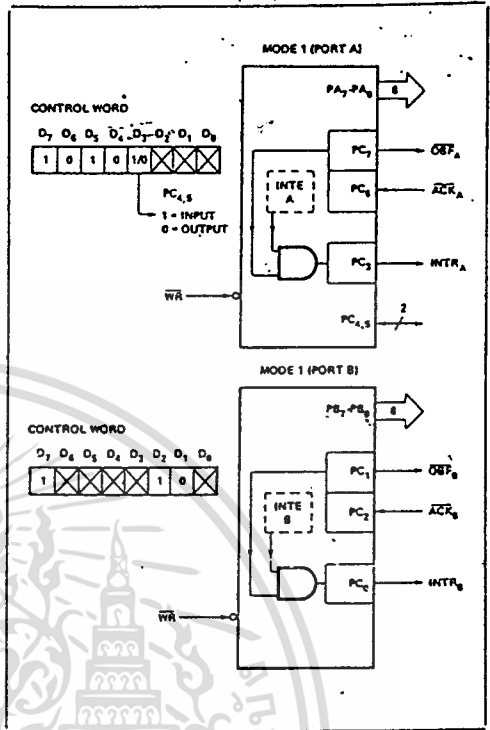 MODE 1 (PORT A)
PA7-PA0
8
CONTROL WORD
D7 D6 D5 D4 D3 D2 D1 D0
1 0 1 0 1/0
PC4,5
1 = INPUT
0 = OUTPUT
PC7
OBFA
PC6
ACKA
INTE
A
PC3
INTRA
WR
PC4,5
2
MODE 1 (PORT B)
PB7-PB0
8
CONTROL WORD
D7 D6 D5 D4 D3 D2 D1 D0
1 1 0
PC1
OBFB
PC2
ACKB
INTE
B
PC0
INTRB
WR